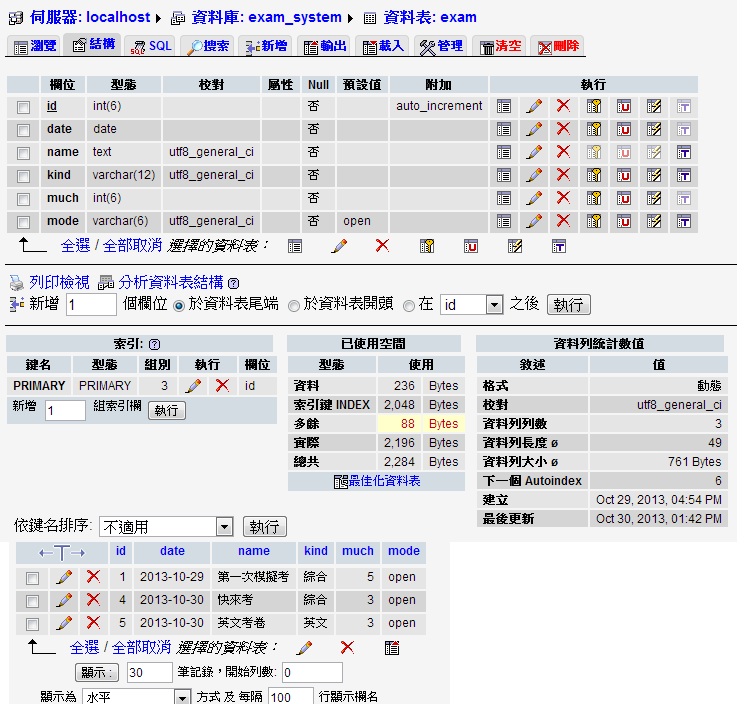 伺服器: localhost ▸ 資料庫: exam_system ▸ 資料表: exam
瀏覽 結構 SQL 搜索 新增 輸出 載入 管理 清空 刪除
欄位 型態 校對 屬性 Null 預設值 附加 執行
id int(6) 否 auto_increment
date date 否
name text utf8_general_ci 否
kind varchar(12) utf8_general_ci 否
much int(6) 否
mode varchar(6) utf8_general_ci 否 open
全選 / 全部取消 選擇的資料表：
列印檢視 分析資料表結構
新增 1 個欄位 於資料表尾端 於資料表開頭 在 id 之後 執行
索引:
鍵名 型態 組別 執行 欄位
PRIMARY PRIMARY 3 id
新增 1 組索引欄 執行
已使用空間
型態 使用
資料 236 Bytes
索引鍵 INDEX 2,048 Bytes
多餘 88 Bytes
實際 2,196 Bytes
總共 2,284 Bytes
最佳化資料表
資料列統計數值
敘述 值
格式 動態
校對 utf8_general_ci
資料列列數 3
資料列長度 ø 49
資料列大小 ø 761 Bytes
下一個 Autoindex 6
建立 Oct 29, 2013, 04:54 PM
最後更新 Oct 30, 2013, 01:42 PM
依鍵名排序: 不適用 執行
←T→ id date name kind much mode
1 2013-10-29 第一次模擬考 綜合 5 open
4 2013-10-30 快來考 綜合 3 open
5 2013-10-30 英文考卷 英文 3 open
全選 / 全部取消 選擇的資料表：
顯示 : 30 筆記錄，開始列數: 0
顯示為 水平 方式 及 每隔 100 行顯示欄名